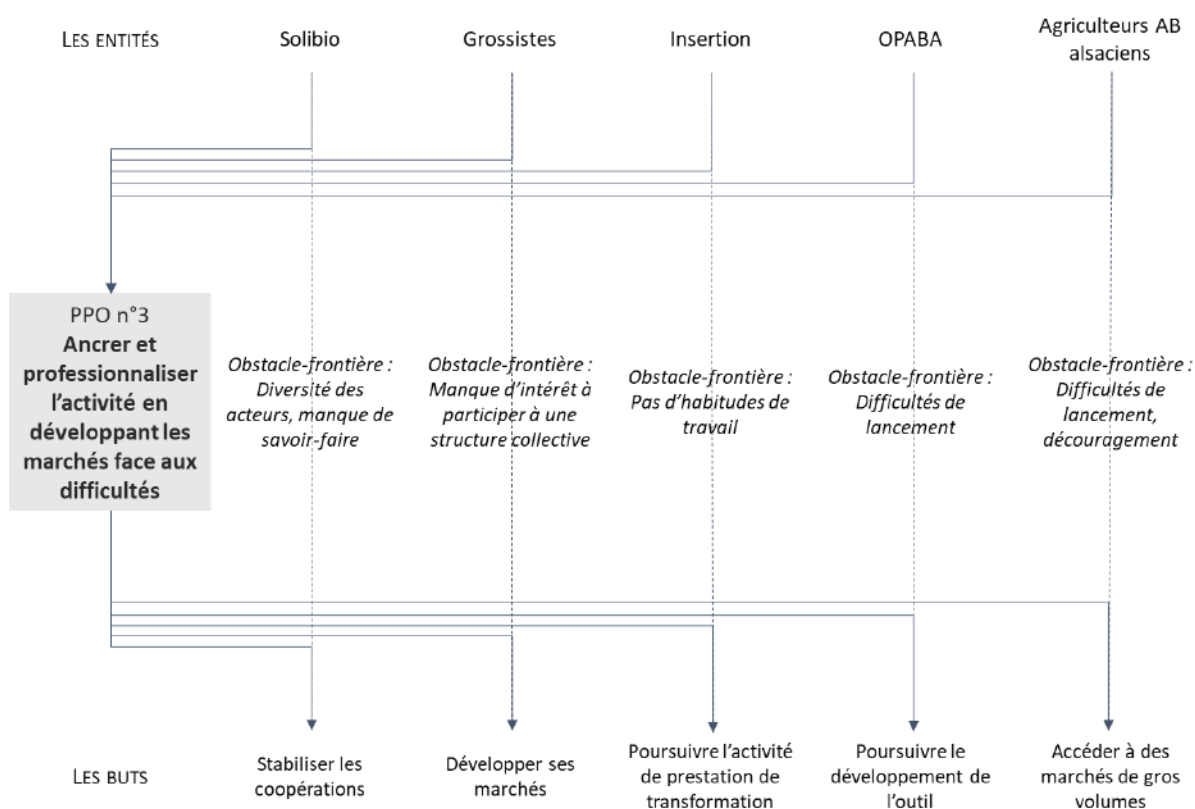 LES ENTITÉS
Solibio
Grossistes
Insertion
OPABA
Agriculteurs AB
alsaciens
PPO n°3
Ancrer et
professionnaliser
l'activité en
développant les
marchés face aux
difficultés
Obstacle-frontière :
Diversité des
acteurs, manque de
savoir-faire
Obstacle-frontière :
Manque d'intérêt à
participer à une
structure collective
Obstacle-frontière :
Pas d'habitudes de
travail
Obstacle-frontière :
Difficultés de
lancement
Obstacle-frontière :
Difficultés de
lancement,
découragement
LES BUTS
Stabiliser les
coopérations
Développer ses
marchés
Poursuivre l'activité
de prestation de
transformation
Poursuivre le
développement de
l'outil
Accéder à des
marchés de gros
volumes